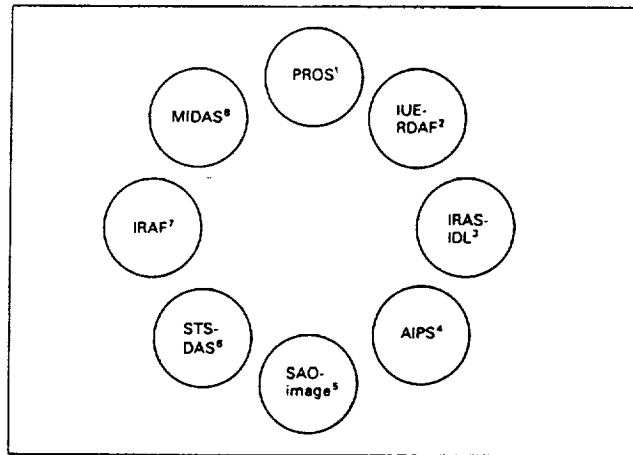 PROS¹
IUE-
RDAF²
IRAS-
IDL³
AIPS⁴
SAO-
image⁵
STS-
DAS⁶
IRAF⁷
MIDAS⁸